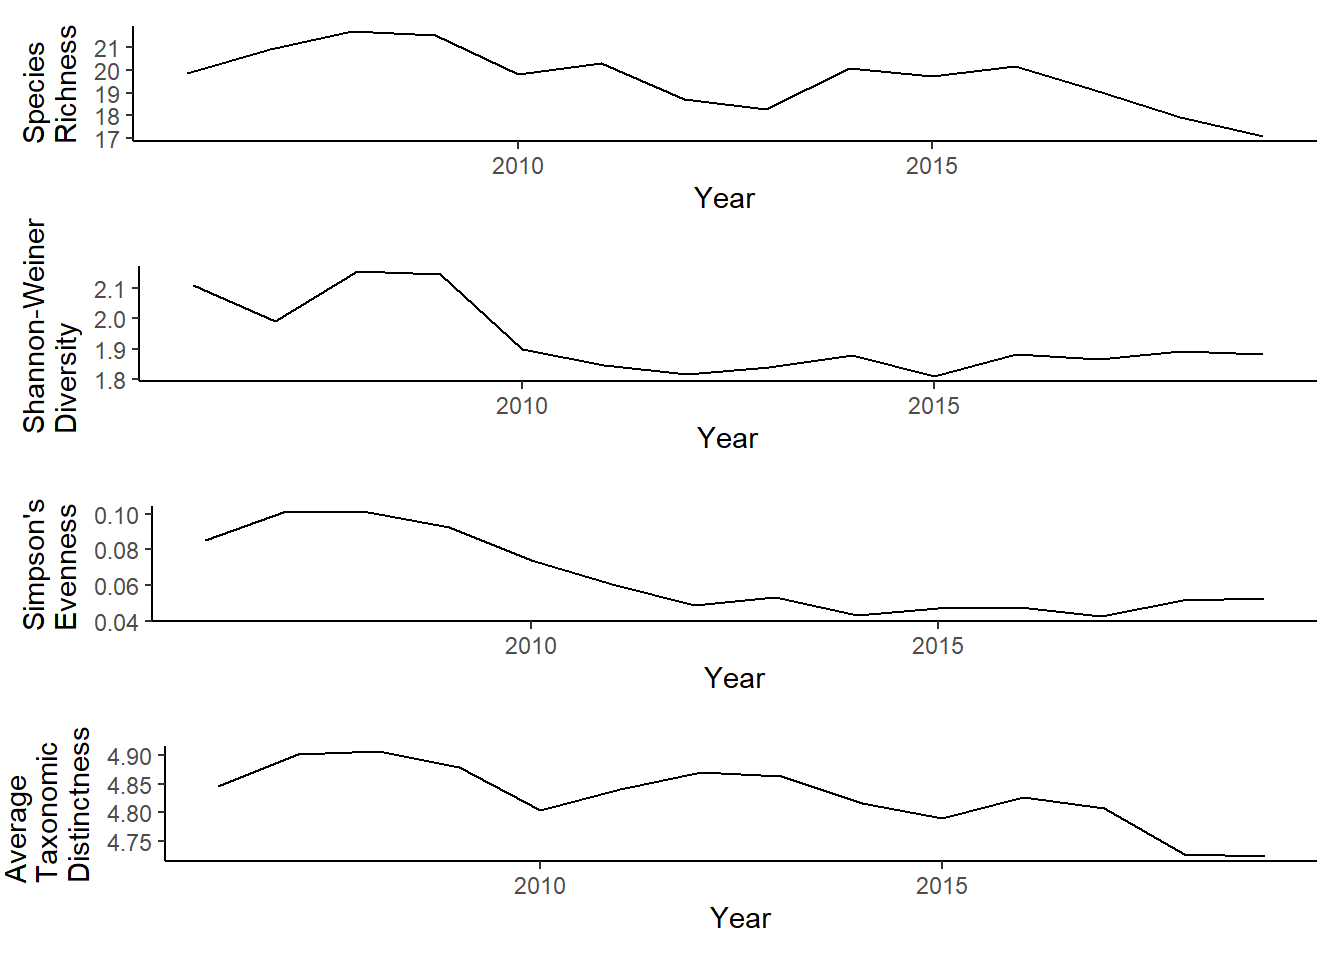 Species
Richness
21
20
19
18
17
2010
2015
Year
Shannon-Weiner
Diversity
2.1
2.0
1.9
1.8
2010
2015
Year
Simpson's
Evenness
0.10
0.08
0.06
0.04
2010
2015
Year
Average
Taxonomic
Distinctness
4.90
4.85
4.80
4.75
2010
2015
Year